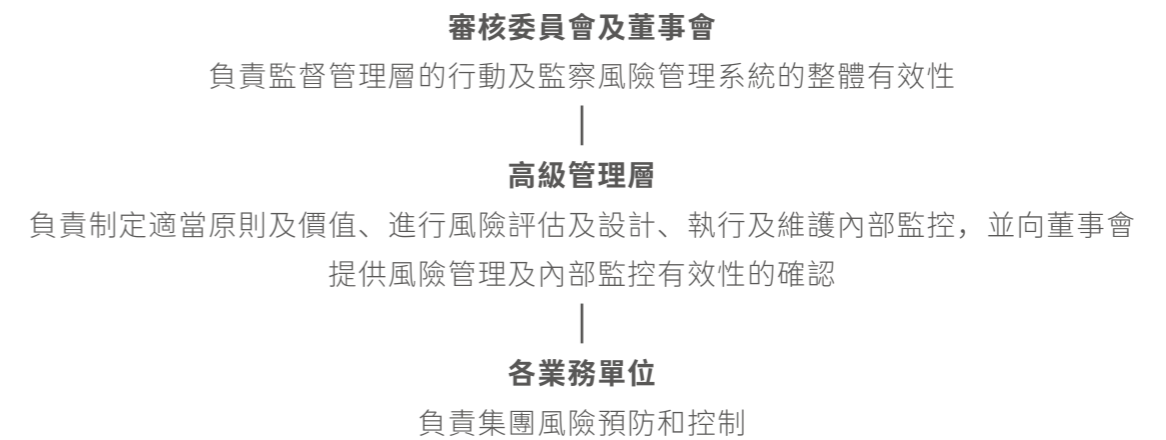 審核委員會及董事會
負責監督管理層的行動及監察風險管理系統的整體有效性
高級管理層
負責制定適當原則及價值、進行風險評估及設計、執行及維護內部監控，並向董事會
提供風險管理及內部監控有效性的確認
各業務單位
負責集團風險預防和控制